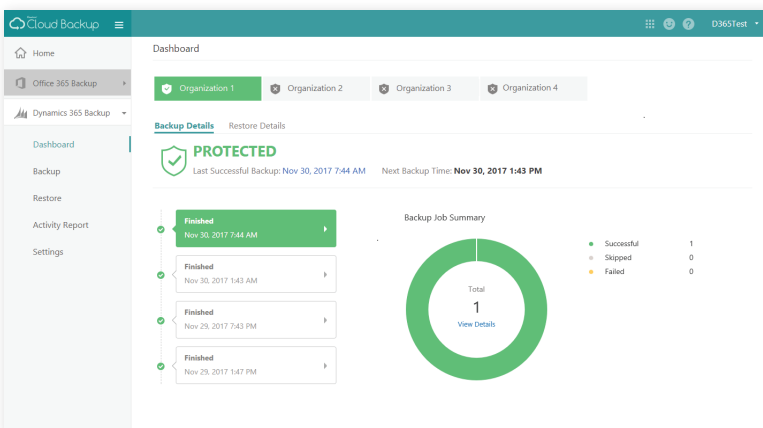 Cloud Backup
D365Test
Home
Office 365 Backup
Dynamics 365 Backup
Dashboard
Backup
Restore
Activity Report
Settings
Dashboard
Organization 1
Organization 2
Organization 3
Organization 4
Backup Details Restore Details
PROTECTED
Last Successful Backup: Nov 30, 2017 7:44 AM Next Backup Time: Nov 30, 2017 1:43 PM
Finished
Nov 30, 2017 7:44 AM
Finished
Nov 30, 2017 1:43 AM
Finished
Nov 29, 2017 7:43 PM
Finished
Nov 29, 2017 1:47 PM
Backup Job Summary
Total
1
View Details
Successful 1
Skipped 0
Failed 0